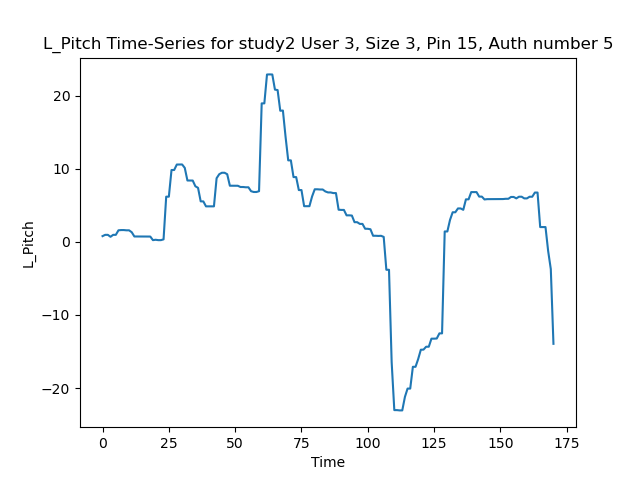 L_Pitch Time-Series for study2 User 3, Size 3, Pin 15, Auth number 5
20
10
0
−10
−20
L_Pitch
0 25 50 75 100 125 150 175
Time